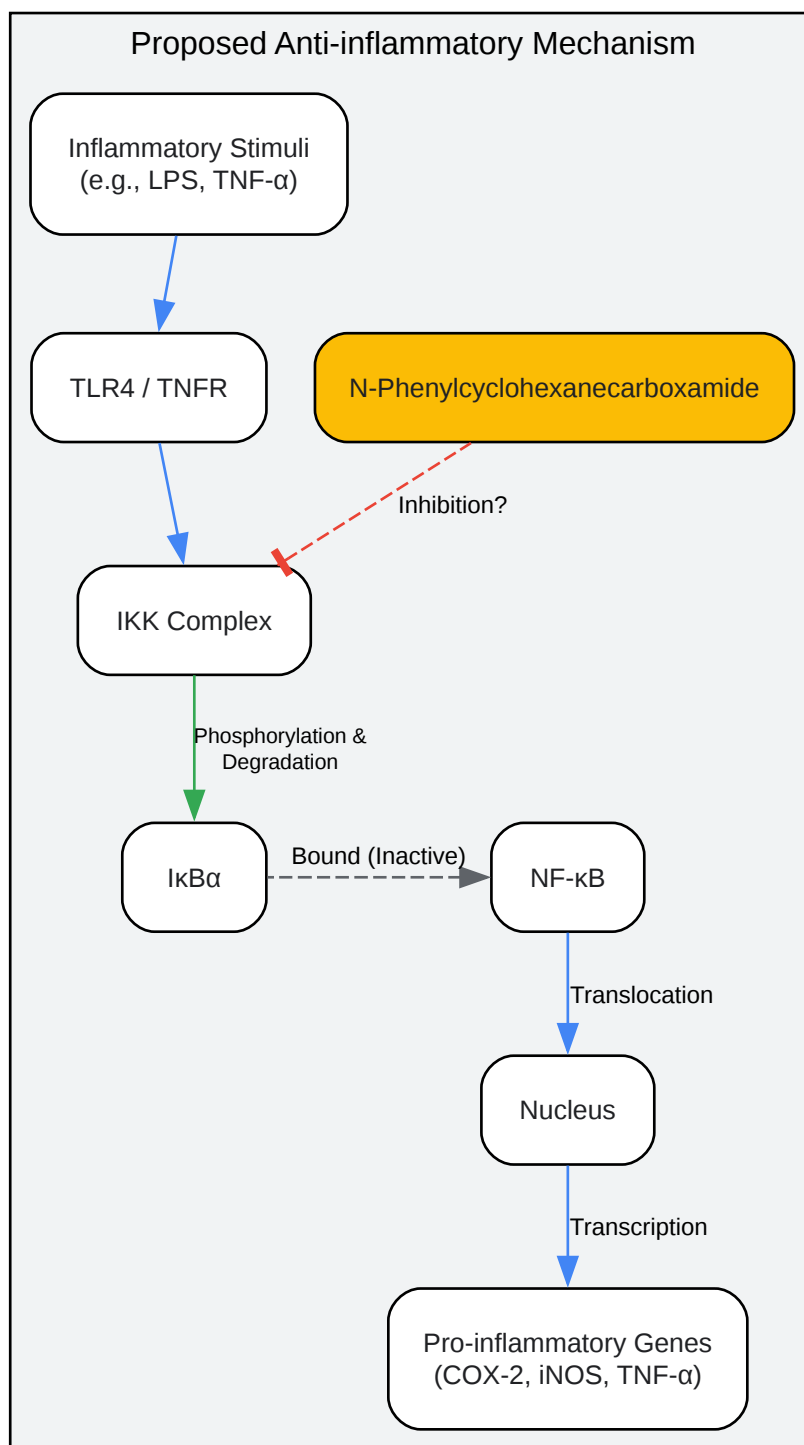 Proposed Anti-inflammatory Mechanism
Inflammatory Stimuli
(e.g., LPS, TNF-α)
TLR4 / TNFR
N-Phenylcyclohexanecarboxamide
Inhibition?
IKK Complex
Phosphorylation &
Degradation
IκBα
Bound (Inactive)
NF-κB
Translocation
Nucleus
Transcription
Pro-inflammatory Genes
(COX-2, iNOS, TNF-α)